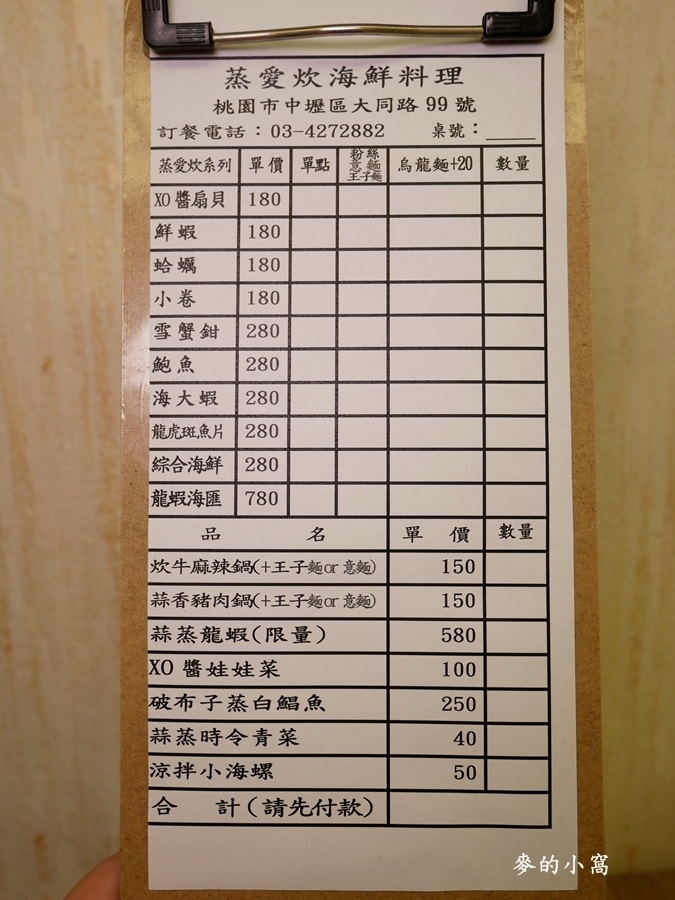 蒸愛炊海鮮料理
桃園市中壢區大同路 99 號
訂餐電話：03-4272882 桌號：
蒸愛炊系列 單價 單點 粉絲 意麵 王子麵 烏龍麵+20 數量
XO 醬扇貝 180
鮮蝦 180
蛤蠣 180
小卷 180
雪蟹鉗 280
鮑魚 280
海大蝦 280
龍虎斑魚片 280
綜合海鮮 280
龍蝦海匯 780
品名 單價 數量
炊牛麻辣鍋(+王子麵or意麵) 150
蒜香豬肉鍋(+王子麵or意麵) 150
蒜蒸龍蝦(限量) 580
XO 醬娃娃菜 100
破布子蒸白鯧魚 250
蒜蒸時令青菜 40
涼拌小海螺 50
合計(請先付款)
麥的小窩